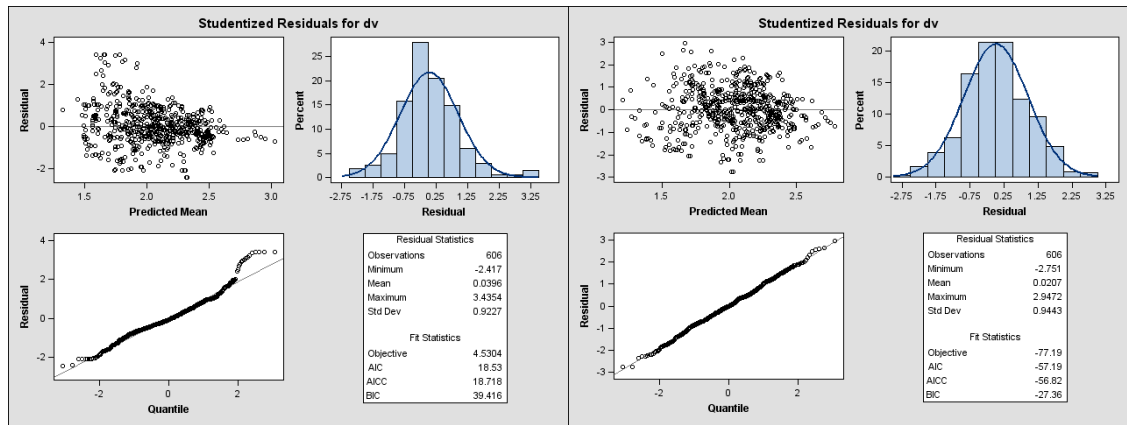 Studentized Residuals for dv
4
2
0
-2
Residual
1.5 2.0 2.5 3.0
Predicted Mean
25
20
15
10
5
0
Percent
-2.75 -1.75 -0.75 0.25 1.25 2.25 3.25
Residual
4
2
0
-2
Residual
-2 0 2
Quantile
Residual Statistics
Observations 606
Minimum -2.417
Mean 0.0396
Maximum 3.4354
Std Dev 0.9227
Fit Statistics
Objective 4.5304
AIC 18.53
AICC 18.718
BIC 39.416
Studentized Residuals for dv
3
2
1
0
-1
-2
-3
Residual
1.5 2.0 2.5
Predicted Mean
20
15
10
5
0
Percent
-2.75 -1.75 -0.75 0.25 1.25 2.25 3.25
Residual
3
2
1
0
-1
-2
-3
Residual
-2 0 2
Quantile
Residual Statistics
Observations 606
Minimum -2.751
Mean 0.0207
Maximum 2.9472
Std Dev 0.9443
Fit Statistics
Objective -77.19
AIC -57.19
AICC -56.82
BIC -27.36